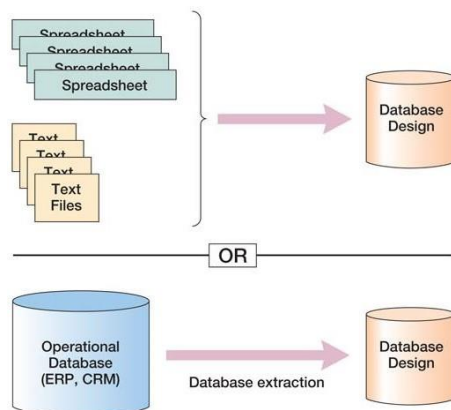 Spreadsheet
Spreadsheet
Spreadsheet
Spreadsheet
Text
Text
Text
Text
Files
Database
Design
OR
Operational
Database
(ERP, CRM)
Database extraction
Database
Design